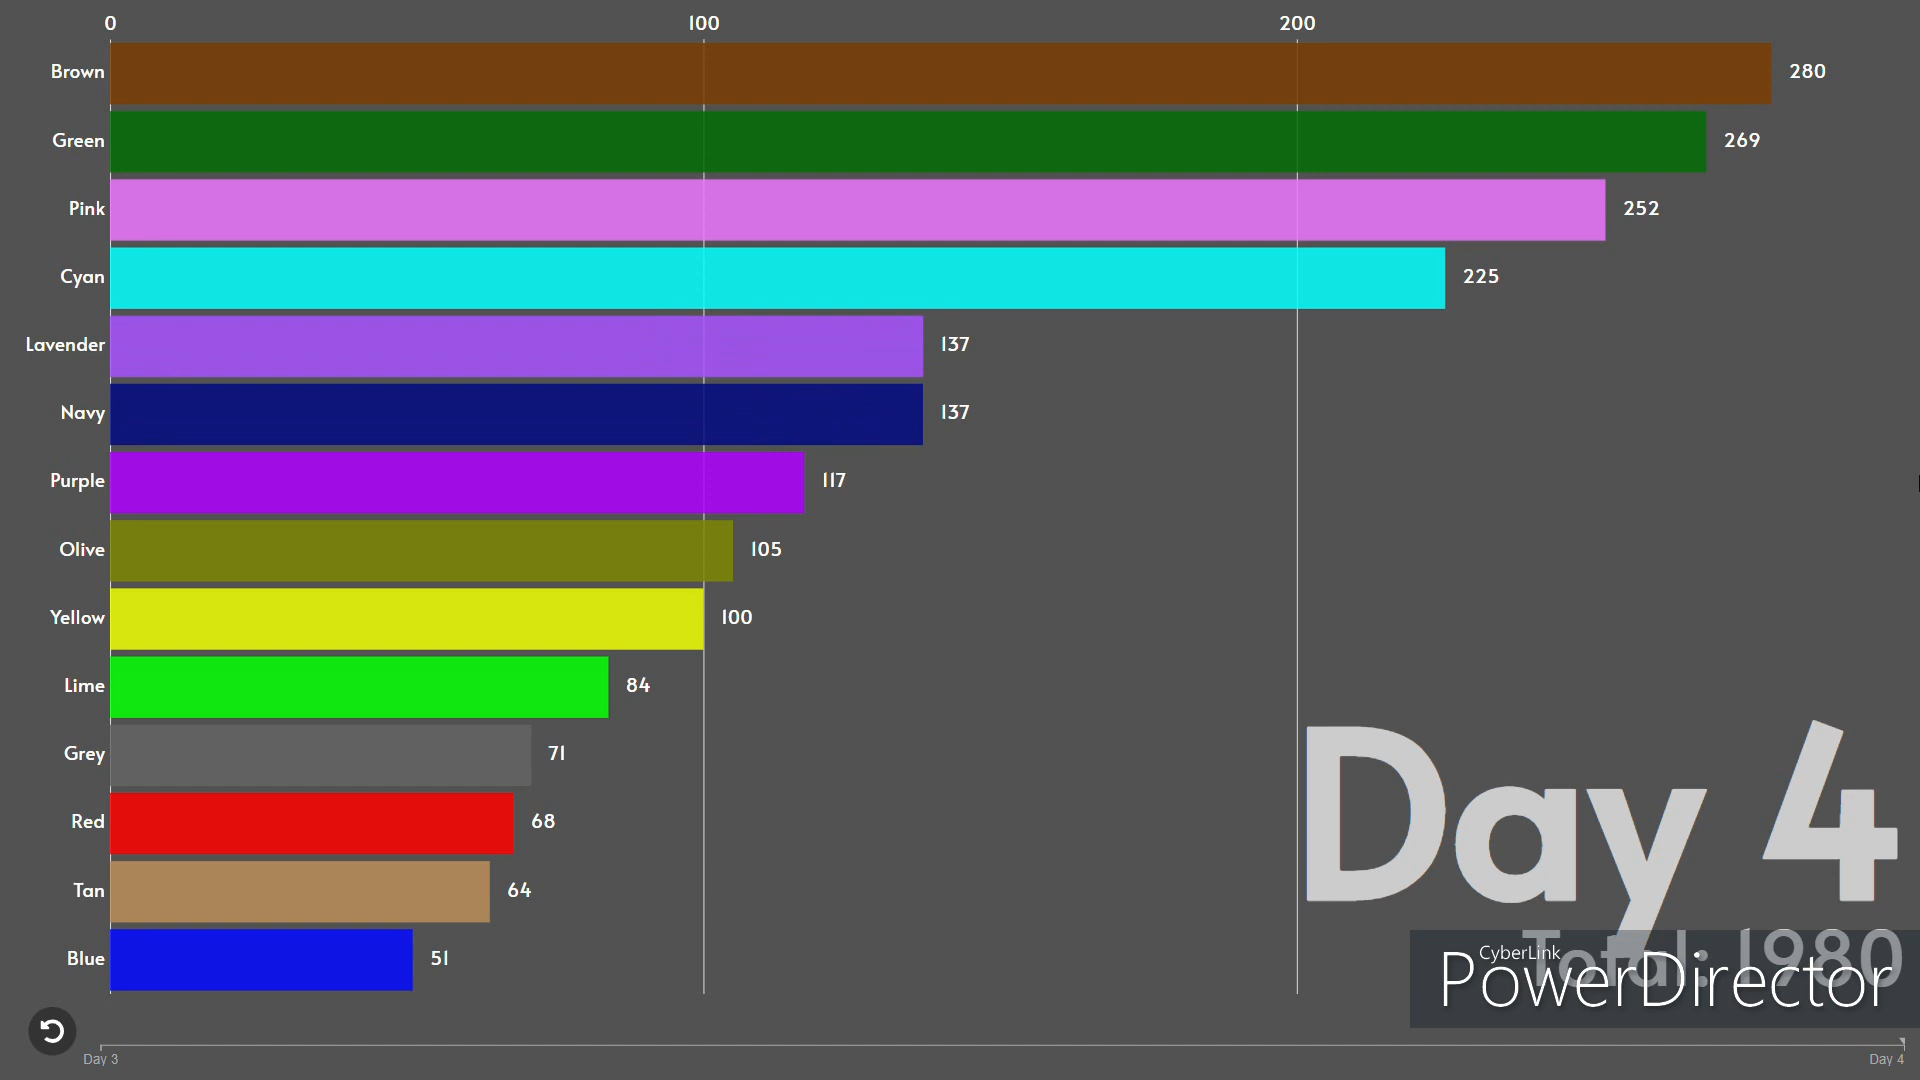 0 100 200
Brown 280
Green 269
Pink 252
Cyan 225
Lavender 137
Navy 137
Purple 117
Olive 105
Yellow 100
Lime 84
Grey 71
Red 68
Tan 64
Blue 51
Day 4
Total: 1980
CyberLink
PowerDirector
Day 3 Day 4